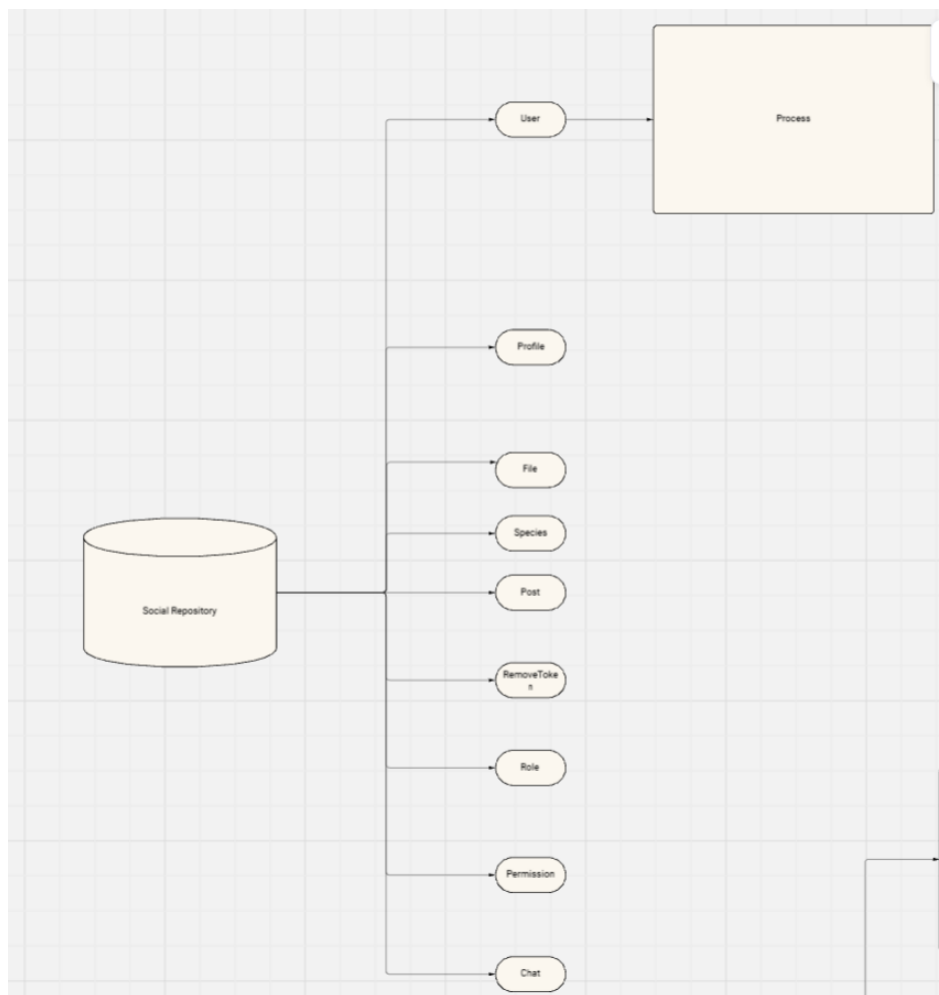 User
Process
Profile
File
Species
Post
Social Repository
RemoveToke
n
Role
Permission
Chat